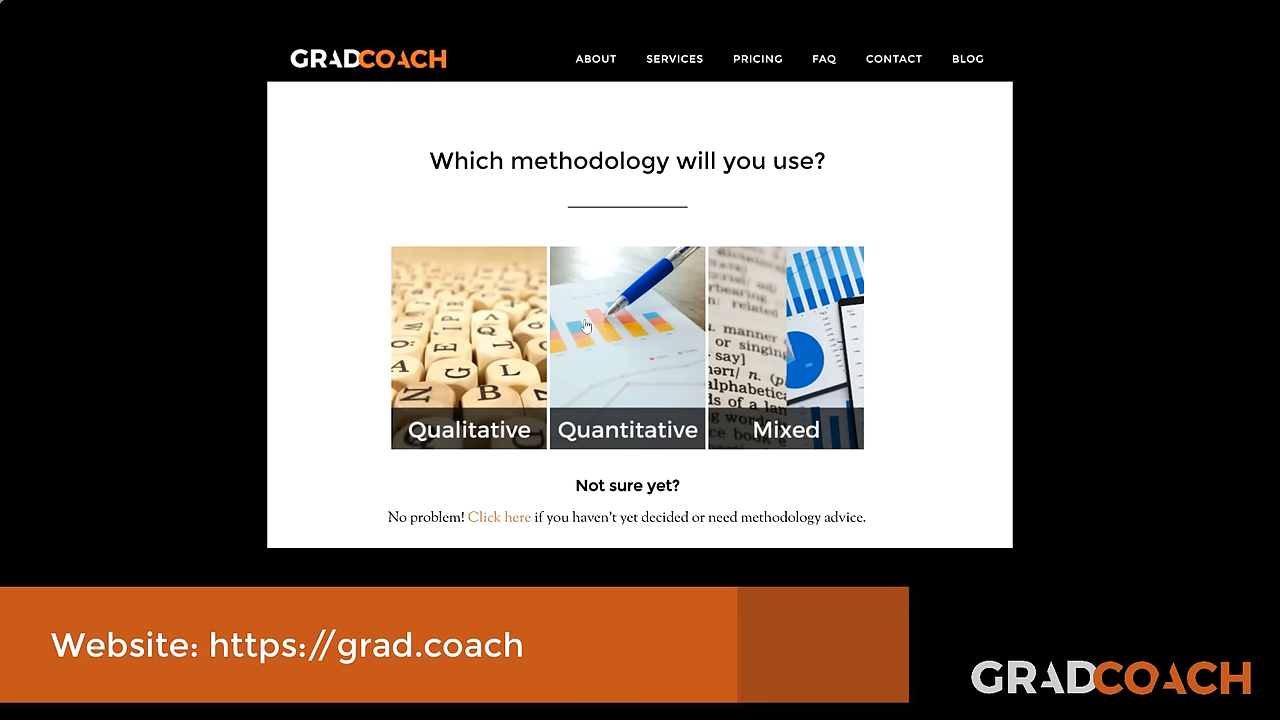 GRADCOACH
ABOUT SERVICES PRICING FAQ CONTACT BLOG
Which methodology will you use?
Qualitative Quantitative Mixed
Not sure yet?
No problem! Click here if you haven't yet decided or need methodology advice.
Website: https://grad.coach
GRADCOACH